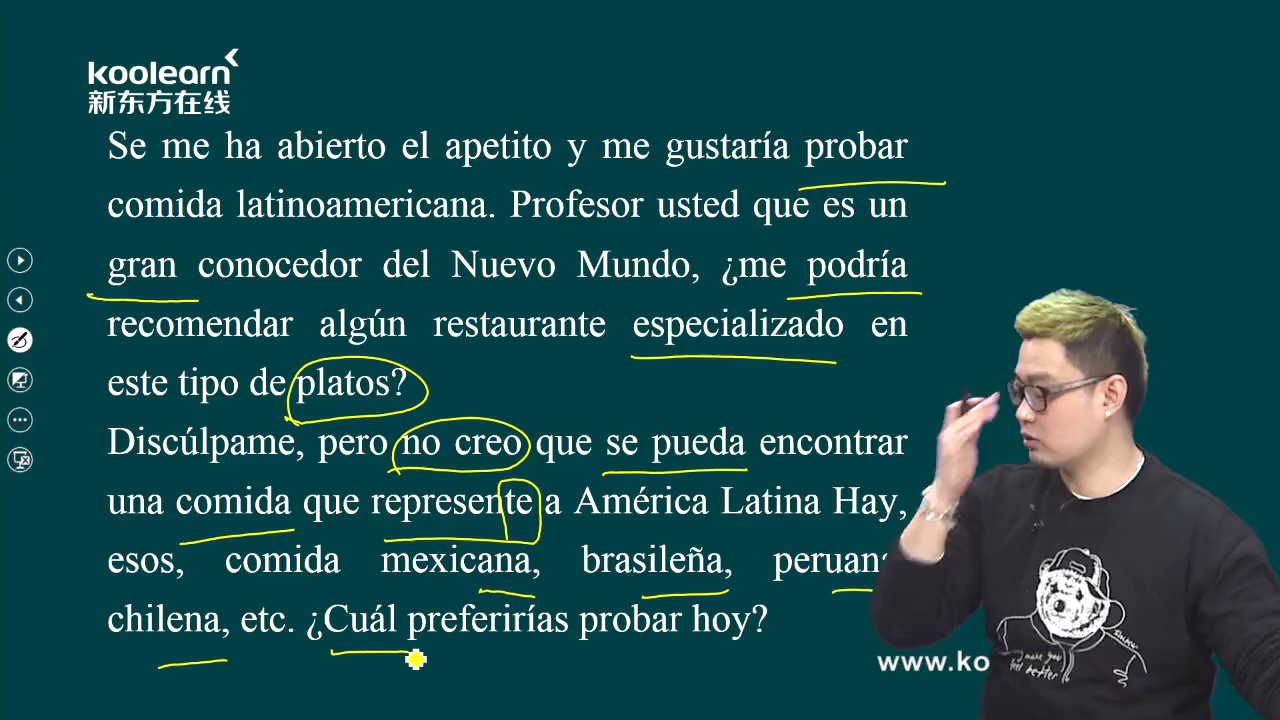 koolearn
新东方在线
Se me ha abierto el apetito y me gustaría probar
comida latinoamericana. Profesor usted que es un
gran conocedor del Nuevo Mundo, ¿me podría
recomendar algún restaurante especializado en
este tipo de platos?
Discúlpame, pero no creo que se pueda encontrar
una comida que represente a América Latina Hay,
esos, comida mexicana, brasileña,
chilena, etc. ¿Cuál preferirías probar hoy?
www.ko